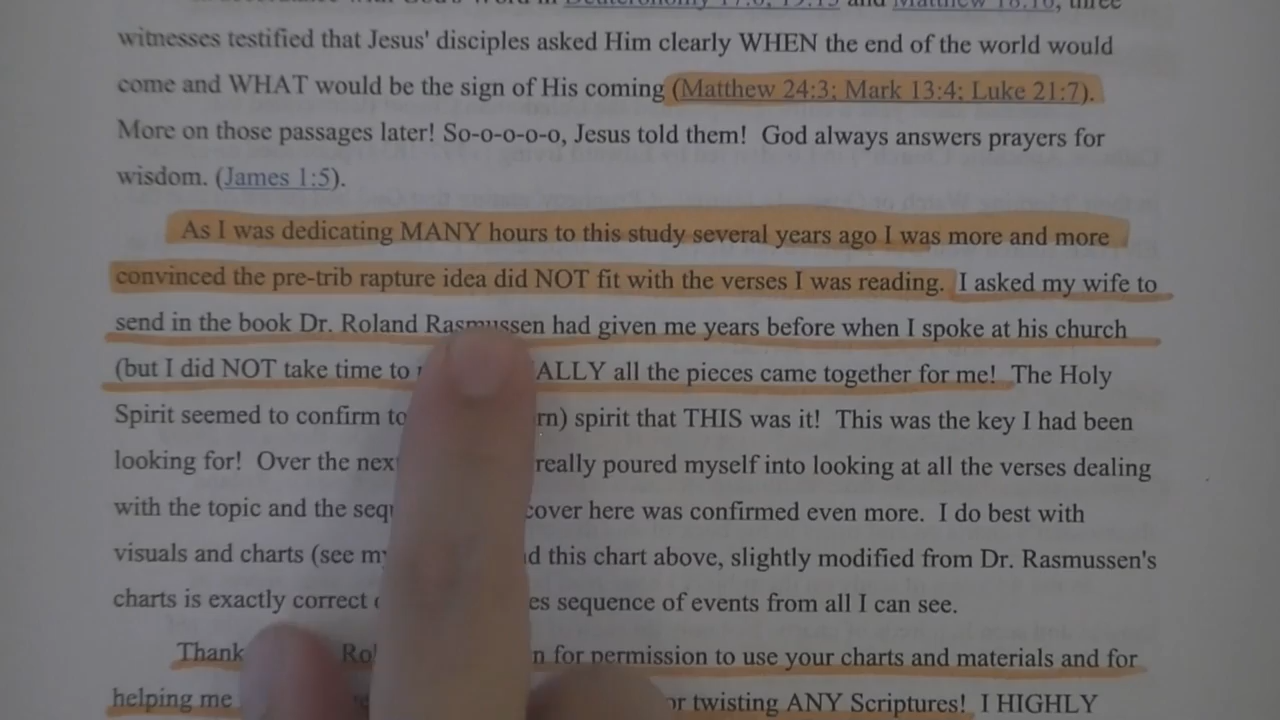 Deuteronomy 17:6, 19:15 and Matthew 18:16, three
witnesses testified that Jesus' disciples asked Him clearly WHEN the end of the world would
come and WHAT would be the sign of His coming (Matthew 24:3; Mark 13:4; Luke 21:7).
More on those passages later! So-o-o-o-o, Jesus told them! God always answers prayers for
wisdom. (James 1:5).
As I was dedicating MANY hours to this study several years ago I was more and more
convinced the pre-trib rapture idea did NOT fit with the verses I was reading. I asked my wife to
send in the book Dr. Roland Rasmussen had given me years before when I spoke at his church
(but I did NOT take time to ALLY all the pieces came together for me! The Holy
Spirit seemed to confirm to rn) spirit that THIS was it! This was the key I had been
looking for! Over the next really poured myself into looking at all the verses dealing
with the topic and the seq cover here was confirmed even more. I do best with
visuals and charts (see my d this chart above, slightly modified from Dr. Rasmussen's
charts is exactly correct es sequence of events from all I can see.
Thank Ro n for permission to use your charts and materials and for
helping me or twisting ANY Scriptures! I HIGHLY